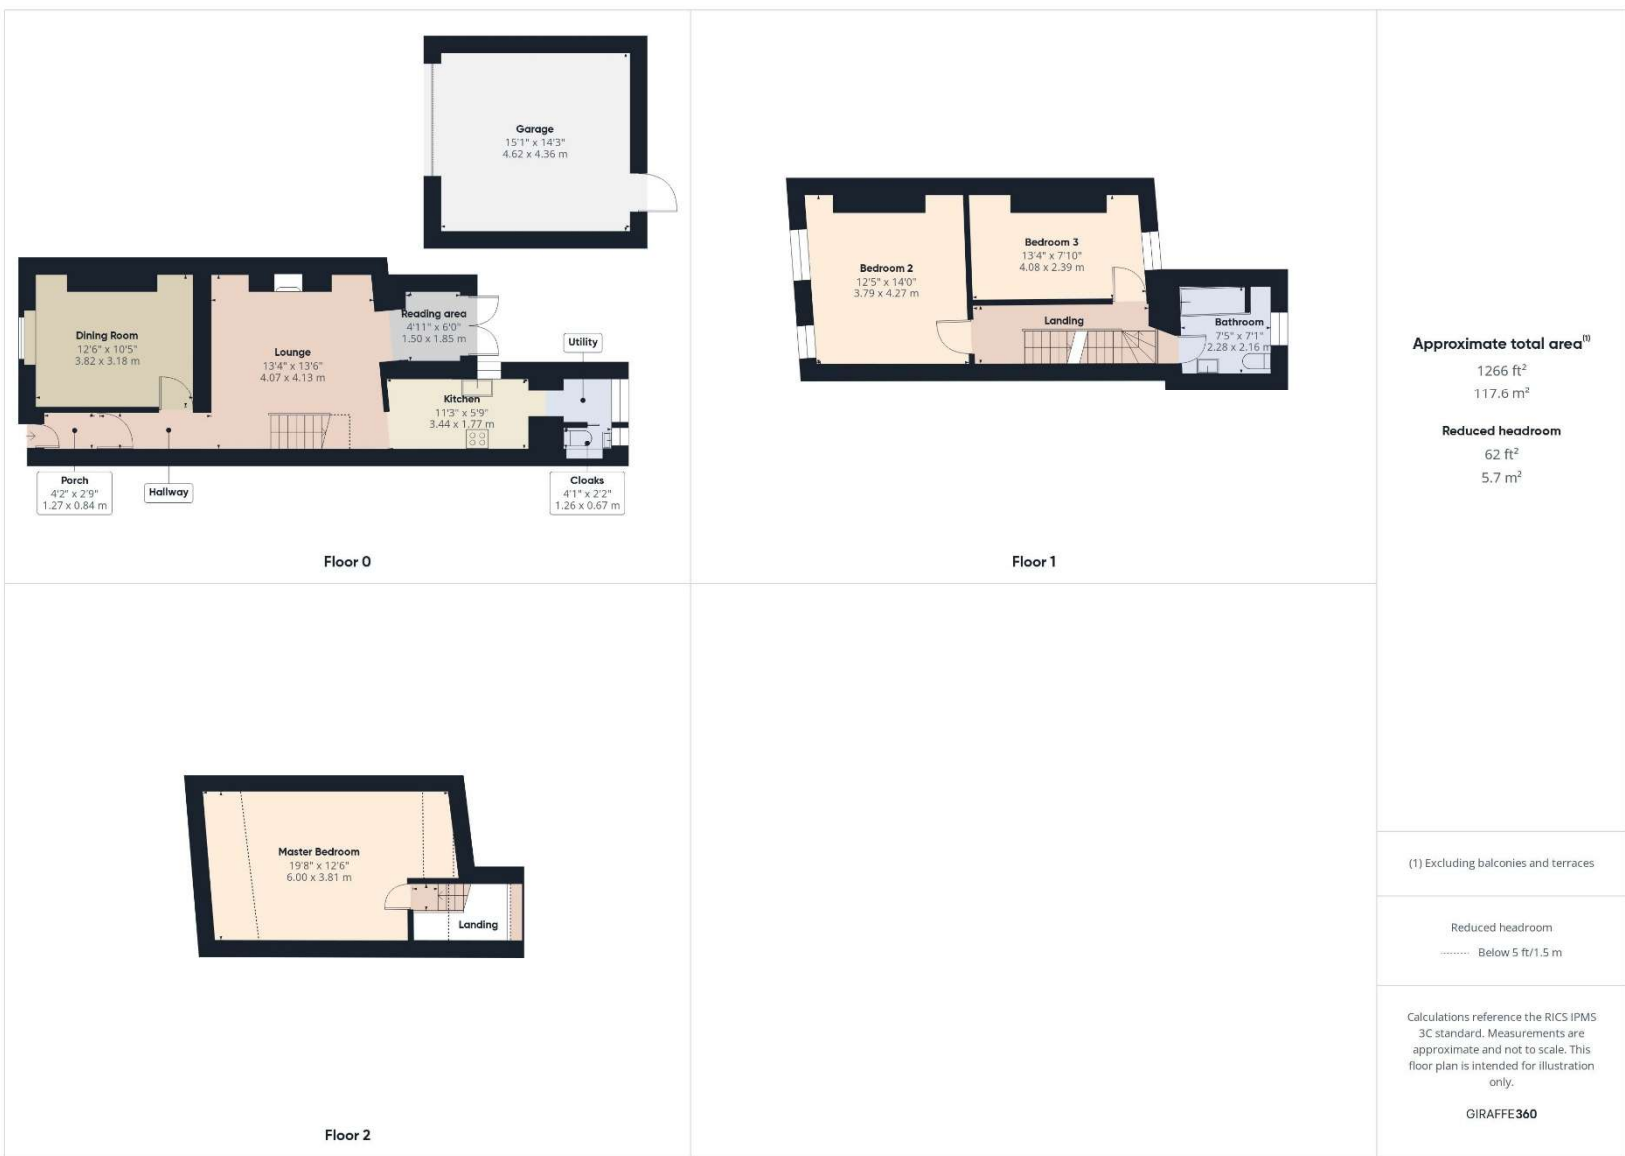 Garage
15'1" x 14'3"
4.62 x 4.36 m
Dining Room
12'6" x 10'5"
3.82 x 3.18 m
Lounge
13'4" x 13'6"
4.07 x 4.13 m
Reading area
4'11" x 6'0"
1.50 x 1.85 m
Utility
Kitchen
11'3" x 5'9"
3.44 x 1.77 m
Porch
4'2" x 2'9"
1.27 x 0.84 m
Hallway
Cloaks
4'1" x 2'2"
1.26 x 0.67 m
Floor 0
Bedroom 2
12'5" x 14'0"
3.79 x 4.27 m
Bedroom 3
13'4" x 7'10"
4.08 x 2.39 m
Landing
Bathroom
7'5" x 7'1"
2.28 x 2.16 m
Floor 1
Master Bedroom
19'8" x 12'6"
6.00 x 3.81 m
Landing
Floor 2
Approximate total area(1)
1266 ft²
117.6 m²
Reduced headroom
62 ft²
5.7 m²
(1) Excluding balconies and terraces
Reduced headroom
Below 5 ft/1.5 m
Calculations reference the RICS IPMS
3C standard. Measurements are
approximate and not to scale. This
floor plan is intended for illustration
only.
GIRAFFE360